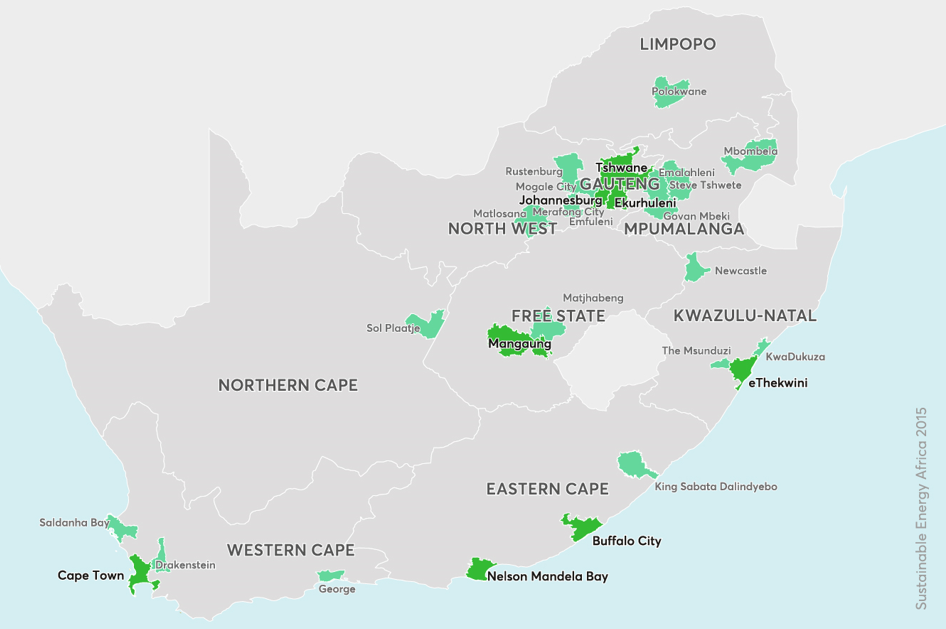 LIMPOPO
Polokwane
Mbombela
Tshwane
Rustenburg
Emalahleni
GAUTENG
Mogale City
Steve Tshwete
Johannesburg
Ekurhuleni
Matlosana
Merafong City
Govan Mbeki
Emfuleni
NORTH WEST
MPUMALANGA
Newcastle
Matjhabeng
FREE STATE
KWAZULU-NATAL
Sol Plaatje
Mangaung
The Msunduzi
KwaDukuza
eThekwini
NORTHERN CAPE
King Sabata Dalindyebo
EASTERN CAPE
Saldanha Bay
Buffalo City
WESTERN CAPE
Drakenstein
Cape Town
Nelson Mandela Bay
George
Sustainable Energy Africa 2015